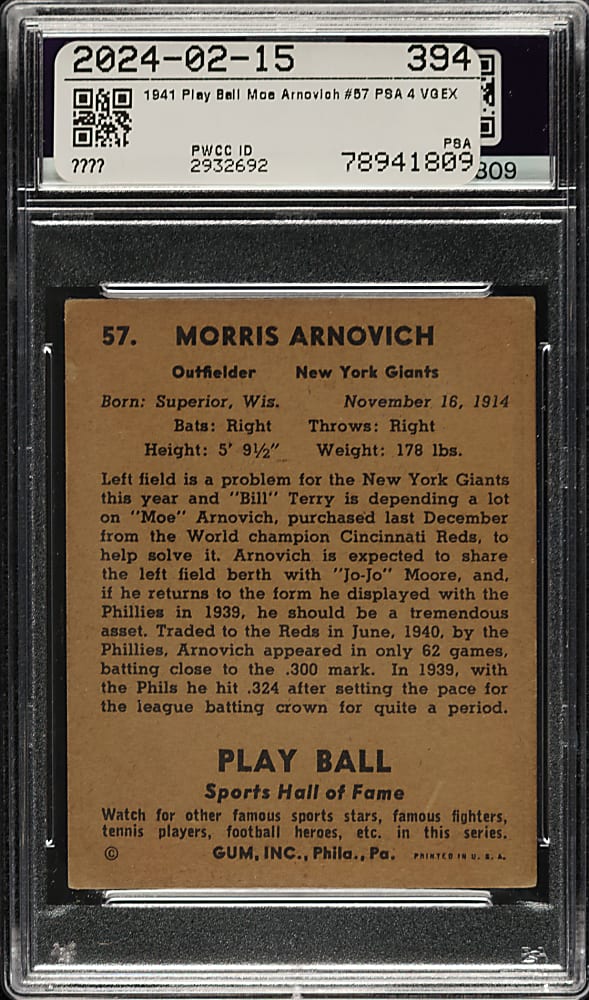 2024-02-15 394
1941 Play Ball Moe Arnovich #57 PSA 4 VGEX
PWCC ID PSA
???? 2932692 78941809
809
57. MORRIS ARNOVICH
Outfielder New York Giants
Born: Superior, Wis. November 16, 1914
Bats: Right Throws: Right
Height: 5' 9½" Weight: 178 lbs.
Left field is a problem for the New York Giants
this year and "Bill" Terry is depending a lot
on "Moe" Arnovich, purchased last December
from the World champion Cincinnati Reds, to
help solve it. Arnovich is expected to share
the left field berth with "Jo-Jo" Moore, and,
if he returns to the form he displayed with the
Phillies in 1939, he should be a tremendous
asset. Traded to the Reds in June, 1940, by the
Phillies, Arnovich appeared in only 62 games,
batting close to the .300 mark. In 1939, with
the Phils he hit .324 after setting the pace for
the league batting crown for quite a period.
PLAY BALL
Sports Hall of Fame
Watch for other famous sports stars, famous fighters,
tennis players, football heroes, etc. in this series.
© GUM, INC., Phila., Pa. PRINTED IN U. S. A.